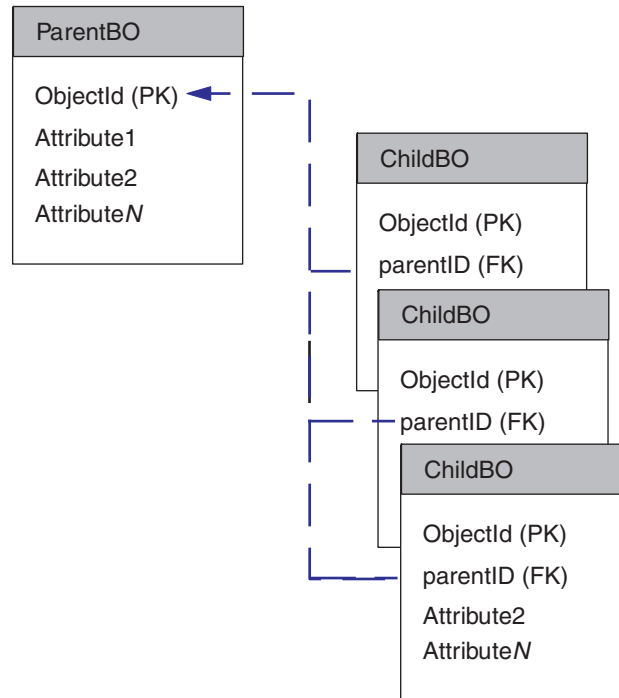 ParentBO
ObjectId (PK)
Attribute1
Attribute2
AttributeN
ChildBO
ObjectId (PK)
parentID (FK)
ChildBO
ObjectId (PK)
parentID (FK)
ChildBO
ObjectId (PK)
parentID (FK)
Attribute2
AttributeN